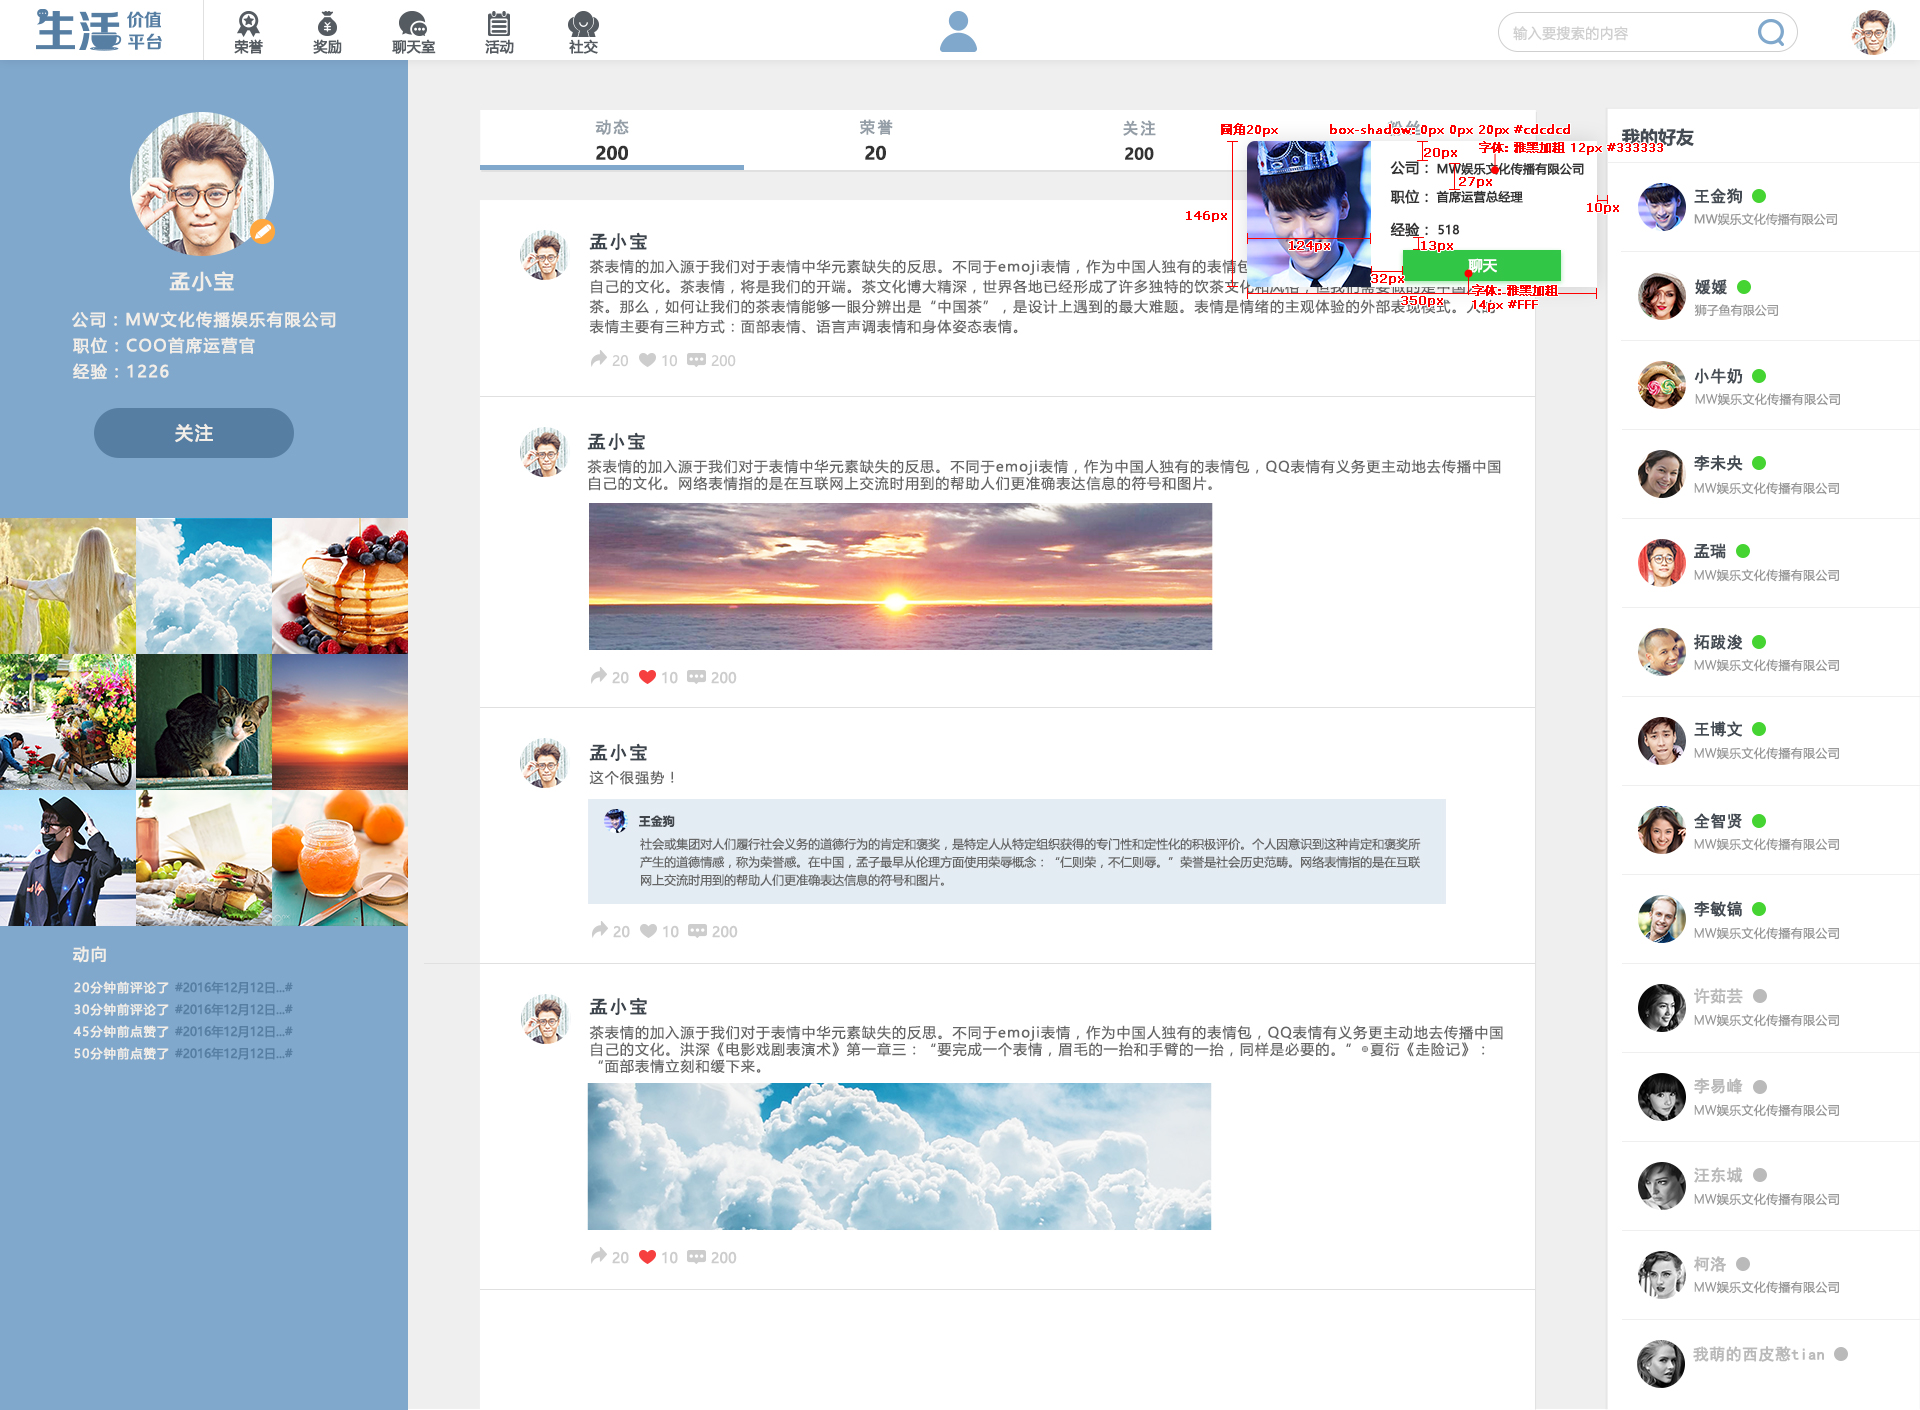 生活 价值
平台
荣誉
奖励
聊天室
活动
社交
输入要搜索的内容
孟小宝
公司：MW文化传播娱乐有限公司
职位：COO首席运营官
经验：1226
关注
动向
20分钟前评论了 #2016年12月12日...#
30分钟前评论了 #2016年12月12日...#
45分钟前点赞了 #2016年12月12日...#
50分钟前点赞了 #2016年12月12日...#
动态
200
荣誉
20
关注
200
圆角20px
box-shadow: 0px 0px 20px #cdcdcd
字体: 雅黑加粗 12px #333333
20px
公司： MW娱乐文化传播有限公司
27px
职位： 首席运营总经理
10px
146px
经验： 518
124px
13px
聊天
32px
350px
字体: 雅黑加粗
14px #FFF
孟小宝
茶表情的加入源于我们对于表情中华元素缺失的反思。不同于emoji表情，作为中国人独有的表情包
自己的文化。茶表情，将是我们的开端。茶文化博大精深，世界各地已经形成了许多独特的饮茶文化和风格，但我们需要做的是中国
茶。那么，如何让我们的茶表情能够一眼分辨出是“中国茶”，是设计上遇到的最大难题。表情是情绪的主观体验的外部表现模式。人的
表情主要有三种方式：面部表情、语言声调表情和身体姿态表情。
20 10 200
孟小宝
茶表情的加入源于我们对于表情中华元素缺失的反思。不同于emoji表情，作为中国人独有的表情包，QQ表情有义务更主动地去传播中国
自己的文化。网络表情指的是在互联网上交流时用到的帮助人们更准确表达信息的符号和图片。
20 10 200
孟小宝
这个很强势！
王金狗
社会或集团对人们履行社会义务的道德行为的肯定和褒奖，是特定人从特定组织获得的专门性和定性化的积极评价。个人因意识到这种肯定和褒奖所
产生的道德情感，称为荣誉感。在中国，孟子最早从伦理方面使用荣辱概念：“仁则荣，不仁则辱。”荣誉是社会历史范畴。网络表情指的是在互联
网上交流时用到的帮助人们更准确表达信息的符号和图片。
20 10 200
孟小宝
茶表情的加入源于我们对于表情中华元素缺失的反思。不同于emoji表情，作为中国人独有的表情包，QQ表情有义务更主动地去传播中国
自己的文化。洪深《电影戏剧表演术》第一章三：“要完成一个表情，眉毛的一抬和手臂的一抬，同样是必要的。”◎夏衍《走险记》：
“面部表情立刻和缓下来。
20 10 200
我的好友
王金狗
MW娱乐文化传播有限公司
媛媛
狮子鱼有限公司
小牛奶
MW娱乐文化传播有限公司
李未央
MW娱乐文化传播有限公司
孟瑞
MW娱乐文化传播有限公司
拓跋浚
MW娱乐文化传播有限公司
王博文
MW娱乐文化传播有限公司
全智贤
MW娱乐文化传播有限公司
李敏镐
MW娱乐文化传播有限公司
许茹芸
MW娱乐文化传播有限公司
李易峰
MW娱乐文化传播有限公司
汪东城
MW娱乐文化传播有限公司
柯洛
MW娱乐文化传播有限公司
我萌的西皮憨tian